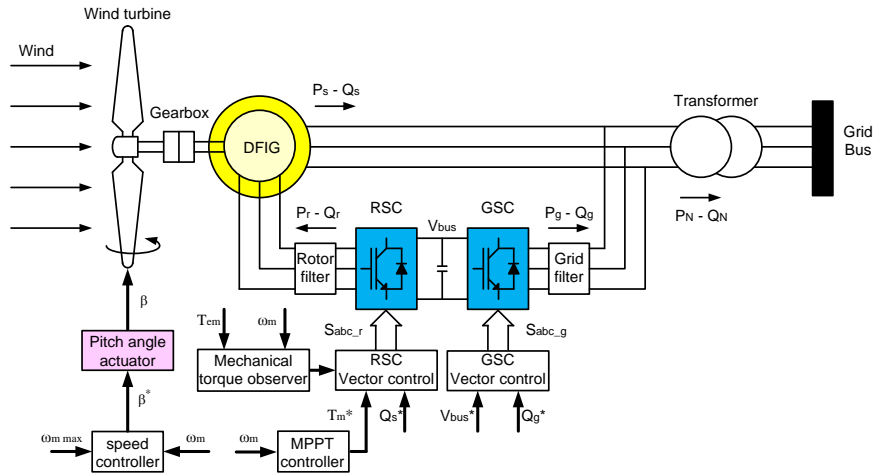 Wind turbine
Wind
Gearbox
DFIG
Ps - Qs
Transformer
Grid
Bus
PN - QN
Pr - Qr
RSC
Vbus
GSC
Pg - Qg
Rotor
filter
Grid
filter
β
Tem
ωm
Sabc_r
Sabc_g
Pitch angle
actuator
Mechanical
torque observer
RSC
Vector control
GSC
Vector control
β*
Tm*
Qs*
Vbus*
Qg*
ωm max
speed
controller
ωm
ωm
MPPT
controller